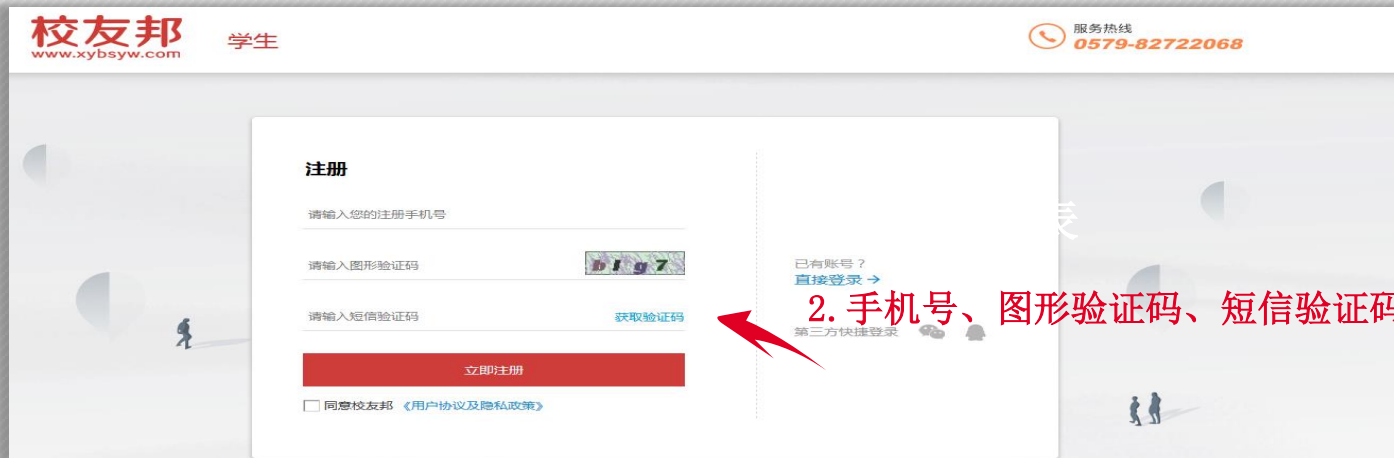 校友邦
www.xybsyw.com
学生
服务热线
0579-82722068
注册
请输入您的注册手机号
请输入图形验证码
b l g 7
请输入短信验证码
获取验证码
立即注册
同意校友邦 《用户协议及隐私政策》
已有账号？
直接登录→
2.手机号、图形验证码、短信验证码
第三方快捷登录